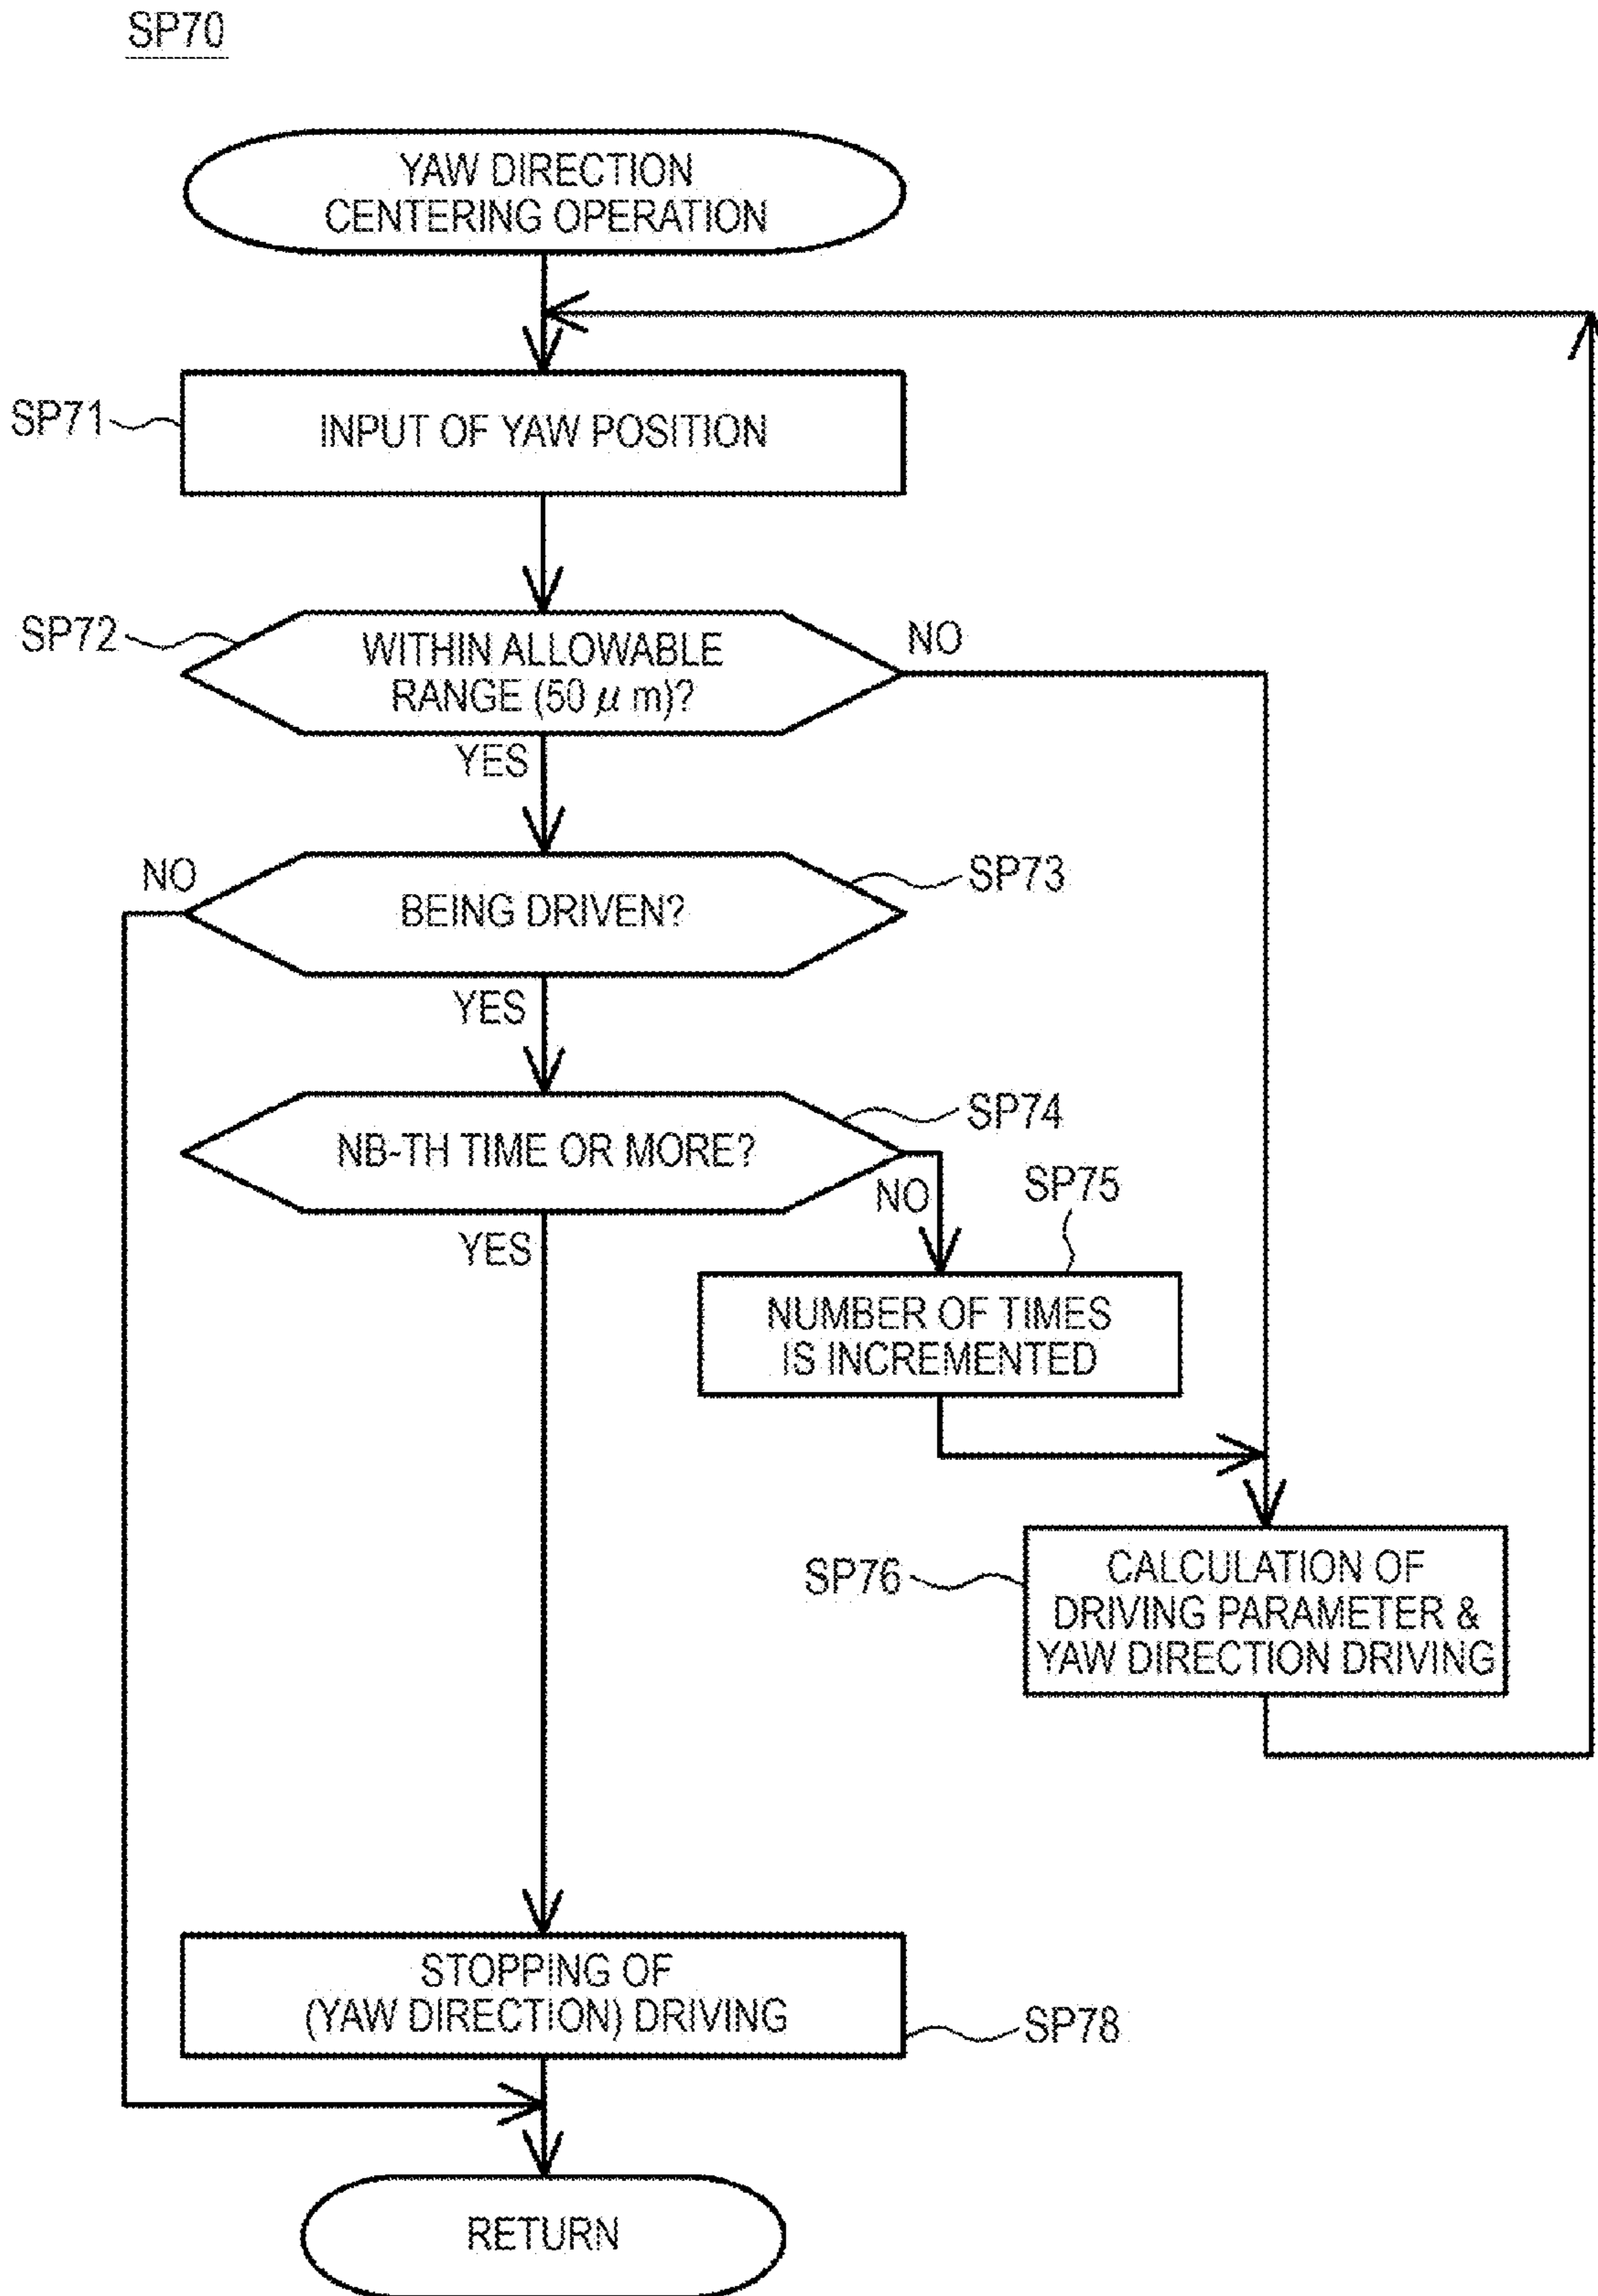 SP70
YAW DIRECTION
CENTERING OPERATION
SP71
INPUT OF YAW POSITION
SP72
WITHIN ALLOWABLE
RANGE (50 μ m)?
NO
YES
NO
BEING DRIVEN?
SP73
YES
NB-TH TIME OR MORE?
SP74
NO
SP75
YES
NUMBER OF TIMES
IS INCREMENTED
SP76
CALCULATION OF
DRIVING PARAMETER &
YAW DIRECTION DRIVING
STOPPING OF
(YAW DIRECTION) DRIVING
SP78
RETURN